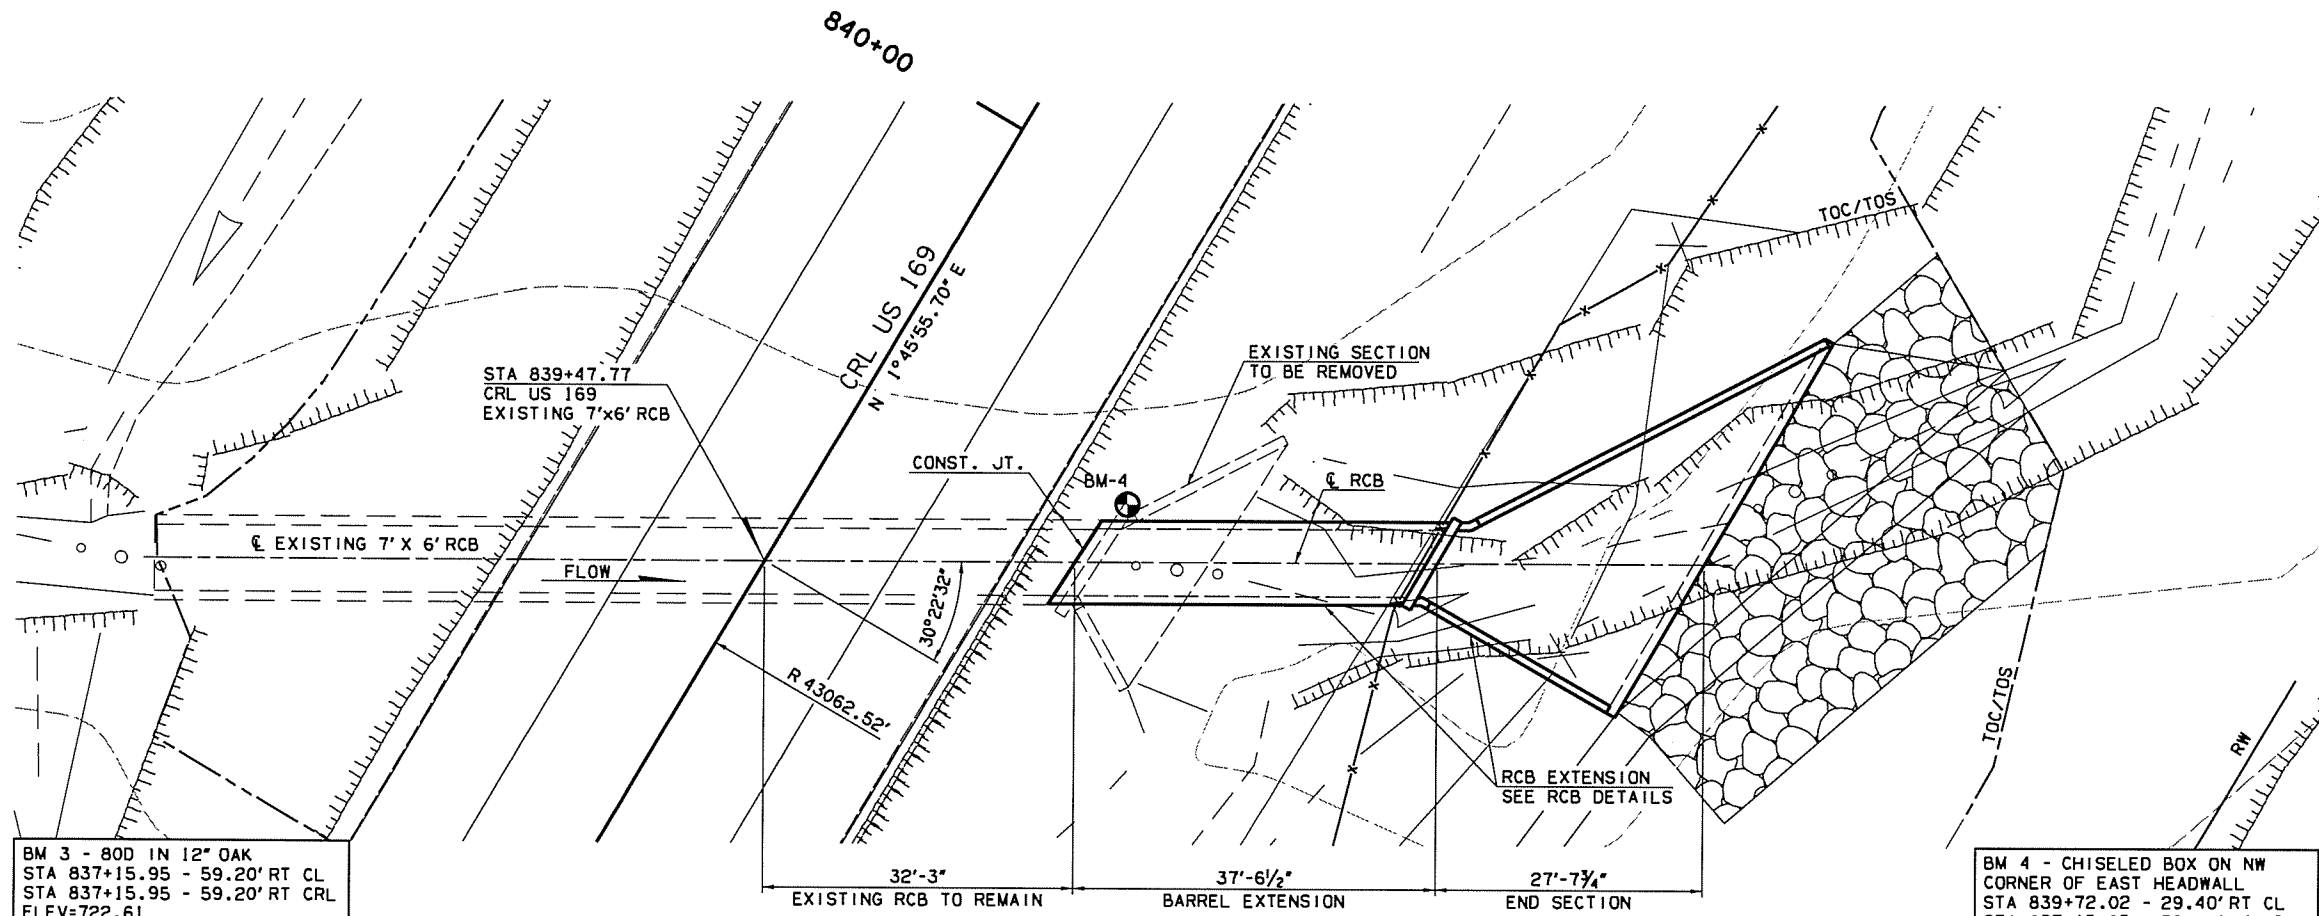 840+00
TOC/TOS
CRL US 169
N 1°45'55.70" E
STA 839+47.77
CRL US 169
EXISTING 7'x6' RCB
EXISTING SECTION
TO BE REMOVED
CONST. JT.
BM-4
℄ RCB
℄ EXISTING 7' X 6' RCB
FLOW
30°22'32"
R 43062.52'
TOC/TOS
RW
RCB EXTENSION
SEE RCB DETAILS
BM 3 - 80D IN 12" OAK
STA 837+15.95 - 59.20' RT CL
STA 837+15.95 - 59.20' RT CRL
ELEV=722.61
32'-3"
EXISTING RCB TO REMAIN
37'-6½"
BARREL EXTENSION
27'-7¾"
END SECTION
BM 4 - CHISELED BOX ON NW
CORNER OF EAST HEADWALL
STA 839+72.02 - 29.40' RT CL